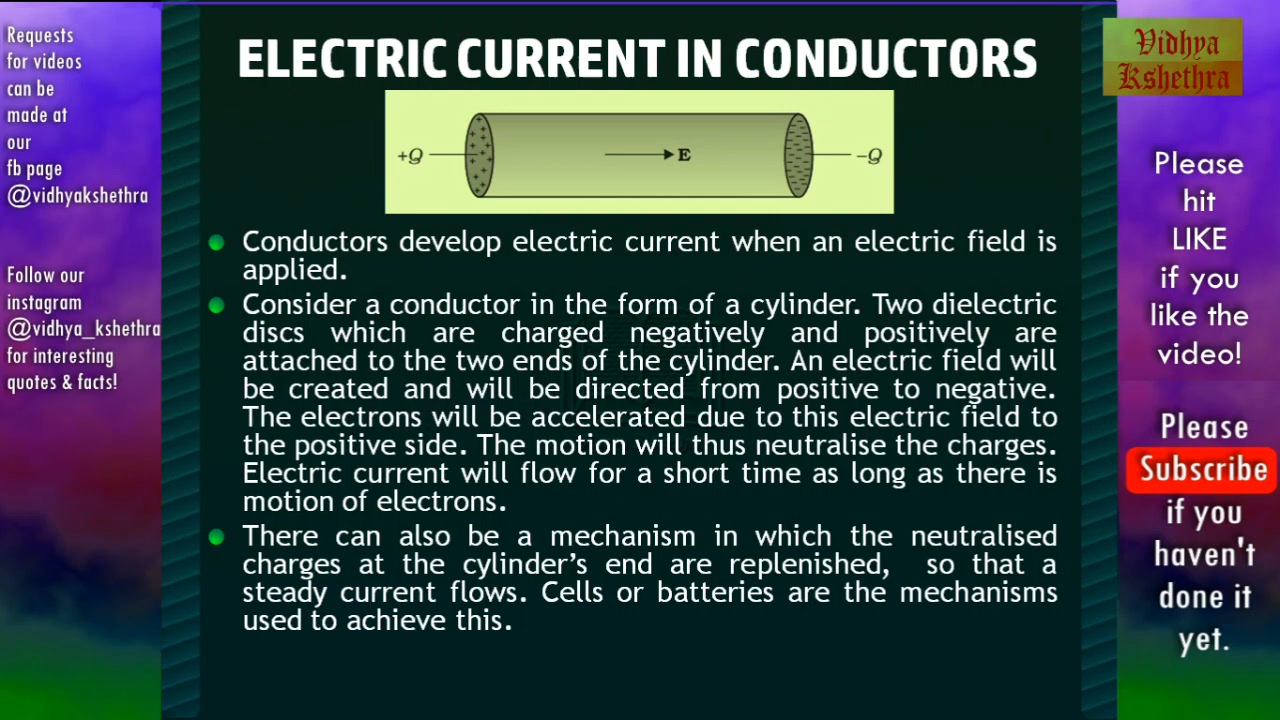 Requests
for videos
can be
made at
our
fb page
@vidhyakshethra
Follow our
instagram
@vidhya_kshethra
for interesting
quotes & facts!
ELECTRIC CURRENT IN CONDUCTORS
+Q
E
–Q
Conductors develop electric current when an electric field is
applied.
Consider a conductor in the form of a cylinder. Two dielectric
discs which are charged negatively and positively are
attached to the two ends of the cylinder. An electric field will
be created and will be directed from positive to negative.
The electrons will be accelerated due to this electric field to
the positive side. The motion will thus neutralise the charges.
Electric current will flow for a short time as long as there is
motion of electrons.
There can also be a mechanism in which the neutralised
charges at the cylinder's end are replenished, so that a
steady current flows. Cells or batteries are the mechanisms
used to achieve this.
Vidhya
Kshethra
Please
hit
LIKE
if you
like the
video!
Please
Subscribe
if you
haven't
done it
yet.